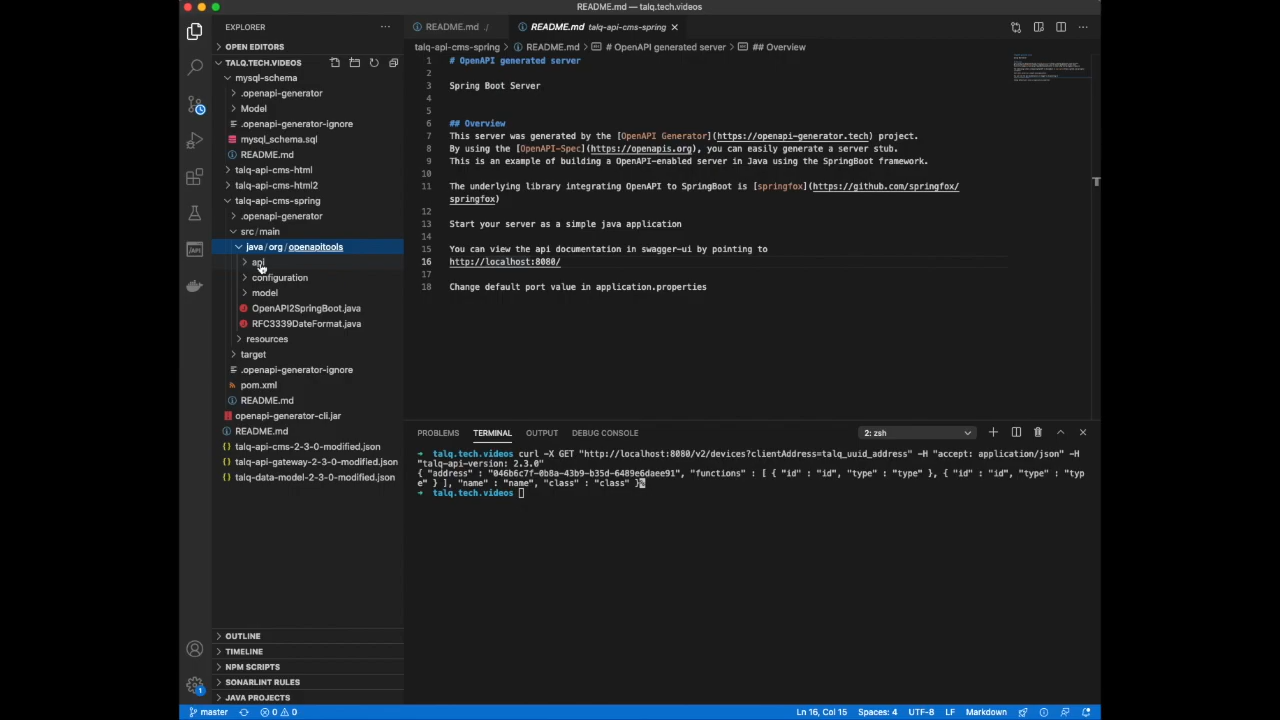 README.md — talq.tech.videos
EXPLORER
OPEN EDITORS
TALQ.TECH.VIDEOS
mysql-schema
.openapi-generator
Model
.openapi-generator-ignore
mysql_schema.sql
README.md
talq-api-cms-html
talq-api-cms-html2
talq-api-cms-spring
.openapi-generator
src/main
java/org/openapitools
api
configuration
model
OpenAPI2SpringBoot.java
RFC3339DateFormat.java
resources
target
.openapi-generator-ignore
pom.xml
README.md
openapi-generator-cli.jar
README.md
talq-api-cms-2-3-0-modified.json
talq-api-gateway-2-3-0-modified.json
talq-data-model-2-3-0-modified.json
OUTLINE
TIMELINE
NPM SCRIPTS
SONARLINT RULES
JAVA PROJECTS
README.md /
README.md talq-api-cms-spring
talq-api-cms-spring > README.md > # OpenAPI generated server > ## Overview
1 # OpenAPI generated server
2
3 Spring Boot Server
4
5
6 ## Overview
7 This server was generated by the [OpenAPI Generator](https://openapi-generator.tech) project.
8 By using the [OpenAPI-Spec](https://openapis.org), you can easily generate a server stub.
9 This is an example of building a OpenAPI-enabled server in Java using the SpringBoot framework.
10
11 The underlying library integrating OpenAPI to SpringBoot is [springfox](https://github.com/springfox/
springfox)
12
13 Start your server as a simple java application
14
15 You can view the api documentation in swagger-ui by pointing to
16 http://localhost:8080/
17
18 Change default port value in application.properties
PROBLEMS TERMINAL OUTPUT DEBUG CONSOLE 2: zsh
➜ talq.tech.videos curl -X GET "http://localhost:8080/v2/devices?clientAddress=talq_uuid_address" -H "accept: application/json" -H
"talq-api-version: 2.3.0"
{ "address" : "046b6c7f-0b8a-43b9-b35d-6489e6daee91", "functions" : [ { "id" : "id", "type" : "type" }, { "id" : "id", "type" : "typ
e" } ], "name" : "name", "class" : "class" }%
➜ talq.tech.videos
master 0 0 Ln 16, Col 15 Spaces: 4 UTF-8 LF Markdown